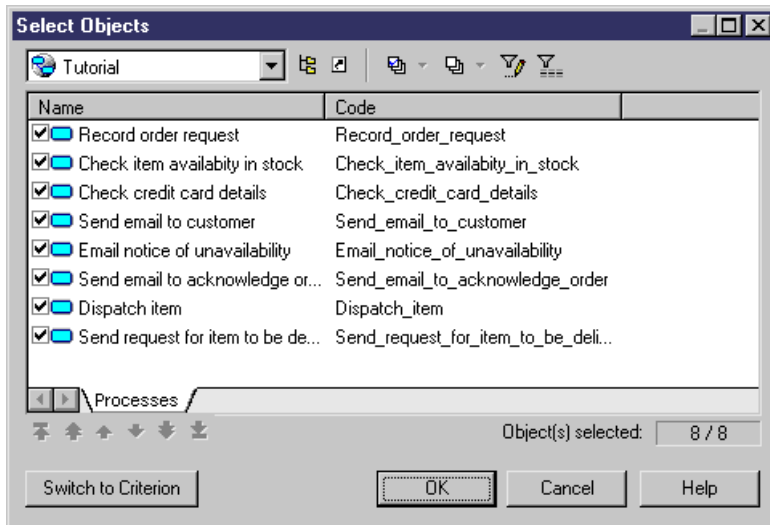 Select Objects
Tutorial
Name Code
Record order request Record_order_request
Check item availabity in stock Check_item_availabity_in_stock
Check credit card details Check_credit_card_details
Send email to customer Send_email_to_customer
Email notice of unavailability Email_notice_of_unavailability
Send email to acknowledge or... Send_email_to_acknowledge_order
Dispatch item Dispatch_item
Send request for item to be de... Send_request_for_item_to_be_deli...
Processes
Object(s) selected: 8 / 8
Switch to Criterion OK Cancel Help